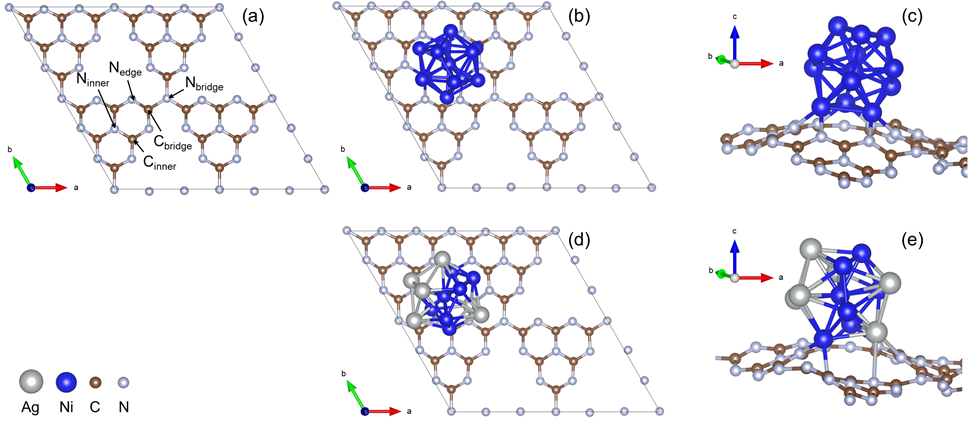 (a)
N_inner
N_edge
N_bridge
C_bridge
C_inner
b
a
(b)
b
a
(c)
c
b
a
(d)
b
a
(e)
c
b
a
Ag Ni C N